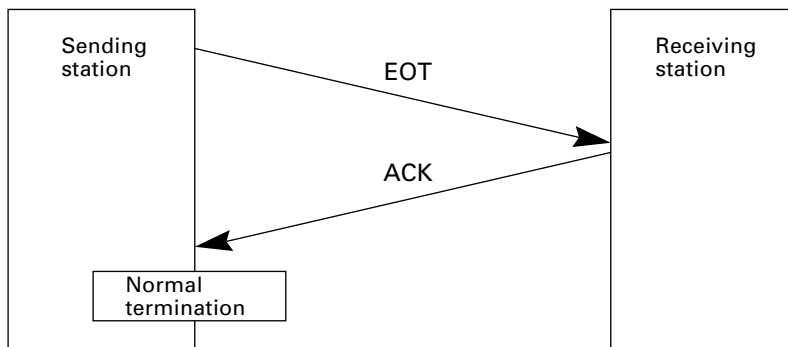 Sending
station
Receiving
station
EOT
ACK
Normal
termination